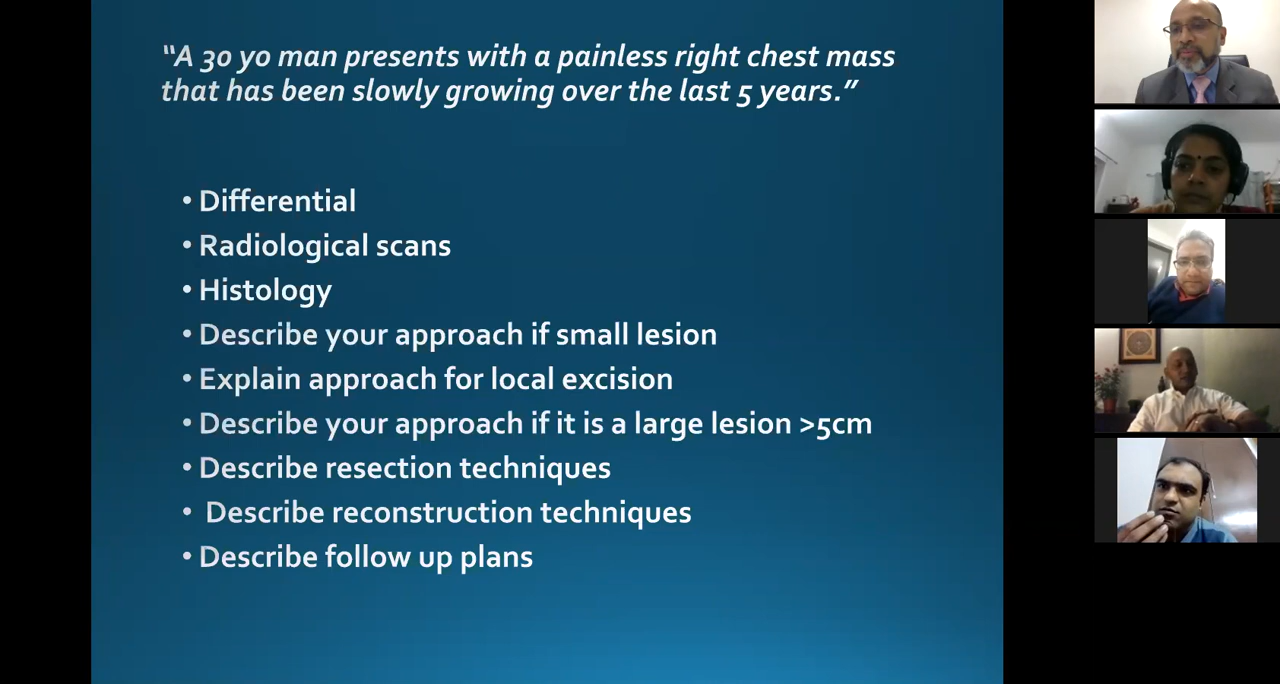 “A 30 yo man presents with a painless right chest mass
that has been slowly growing over the last 5 years.”
• Differential
• Radiological scans
• Histology
• Describe your approach if small lesion
• Explain approach for local excision
• Describe your approach if it is a large lesion >5cm
• Describe resection techniques
• Describe reconstruction techniques
• Describe follow up plans